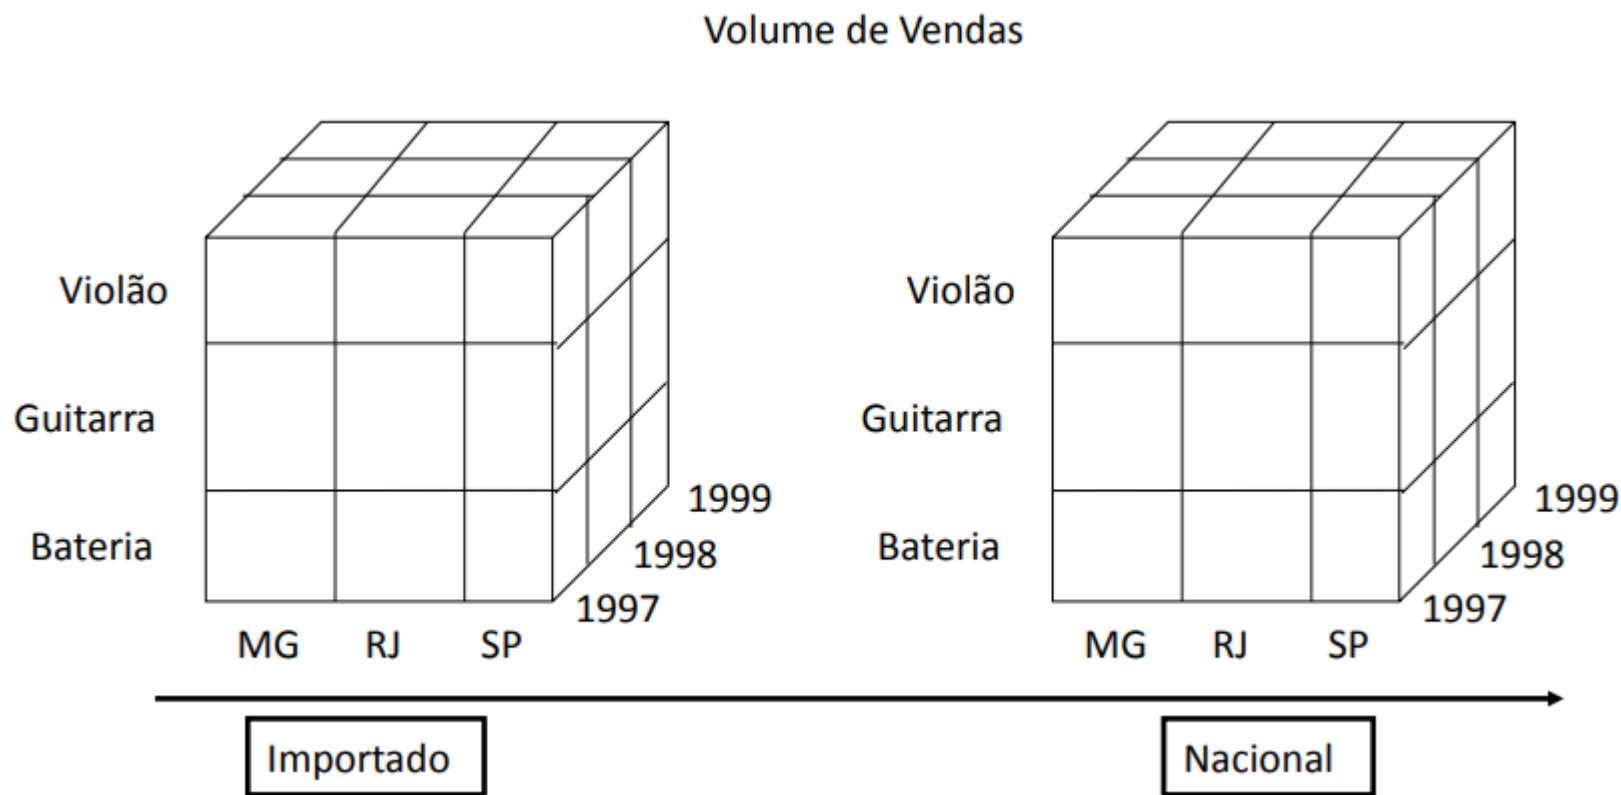 Volume de Vendas
Violão
Guitarra
Bateria
1999
1998
1997
MG RJ SP
Importado
Violão
Guitarra
Bateria
1999
1998
1997
MG RJ SP
Nacional